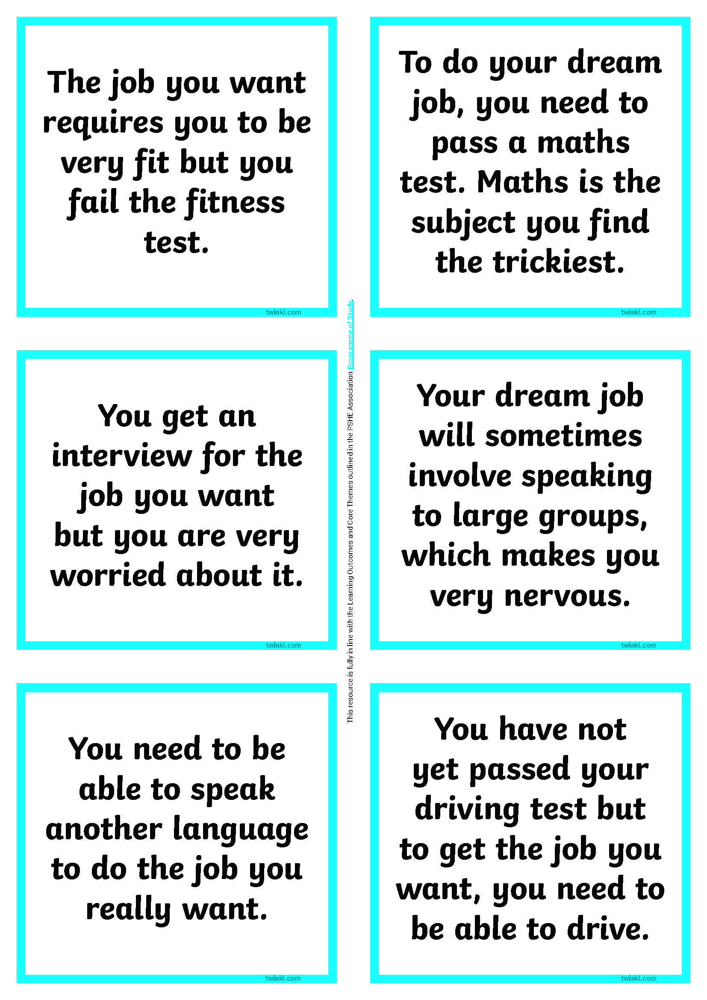 The job you want
requires you to be
very fit but you
fail the fitness
test.
twinkl.com
To do your dream
job, you need to
pass a maths
test. Maths is the
subject you find
the trickiest.
twinkl.com
You get an
interview for the
job you want
but you are very
worried about it.
twinkl.com
Your dream job
will sometimes
involve speaking
to large groups,
which makes you
very nervous.
twinkl.com
You need to be
able to speak
another language
to do the job you
really want.
twinkl.com
You have not
yet passed your
driving test but
to get the job you
want, you need to
be able to drive.
twinkl.com
This resource is fully in line with the Learning Outcomes and Core Themes outlined in the PSHE Association Programme of Study.